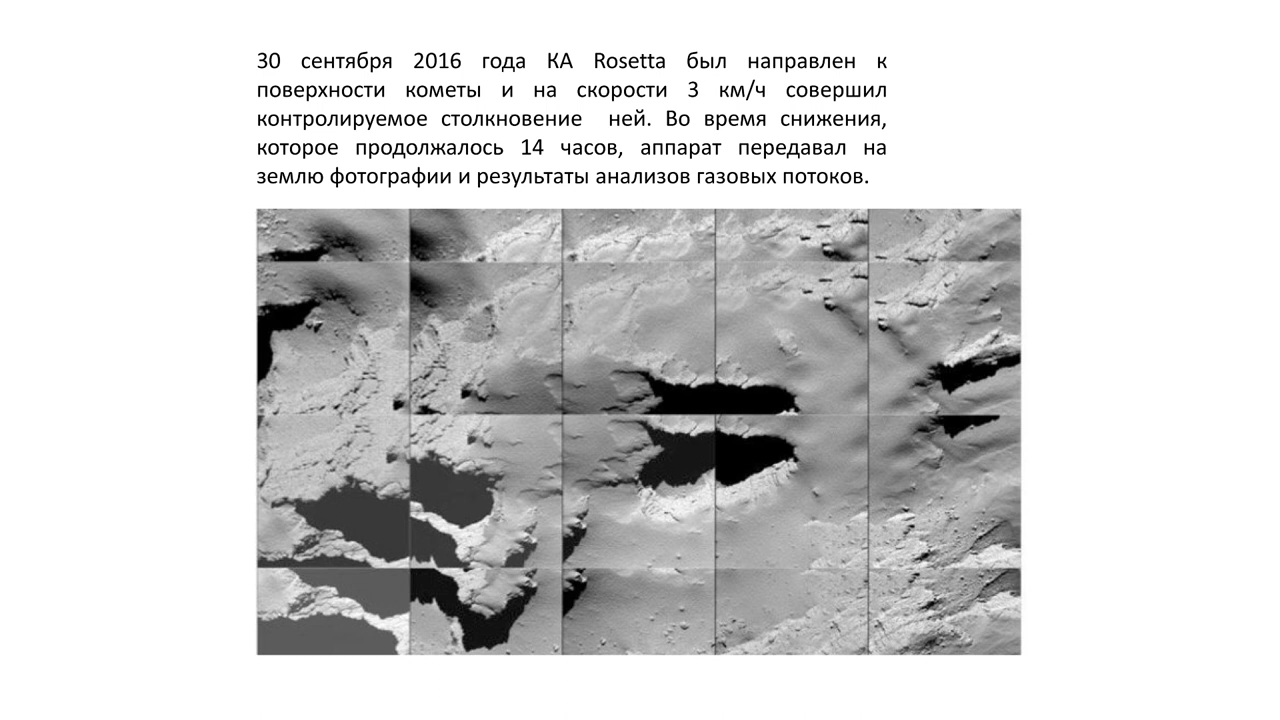 30 сентября 2016 года КА Rosetta был направлен к
поверхности кометы и на скорости 3 км/ч совершил
контролируемое столкновение ней. Во время снижения,
которое продолжалось 14 часов, аппарат передавал на
землю фотографии и результаты анализов газовых потоков.